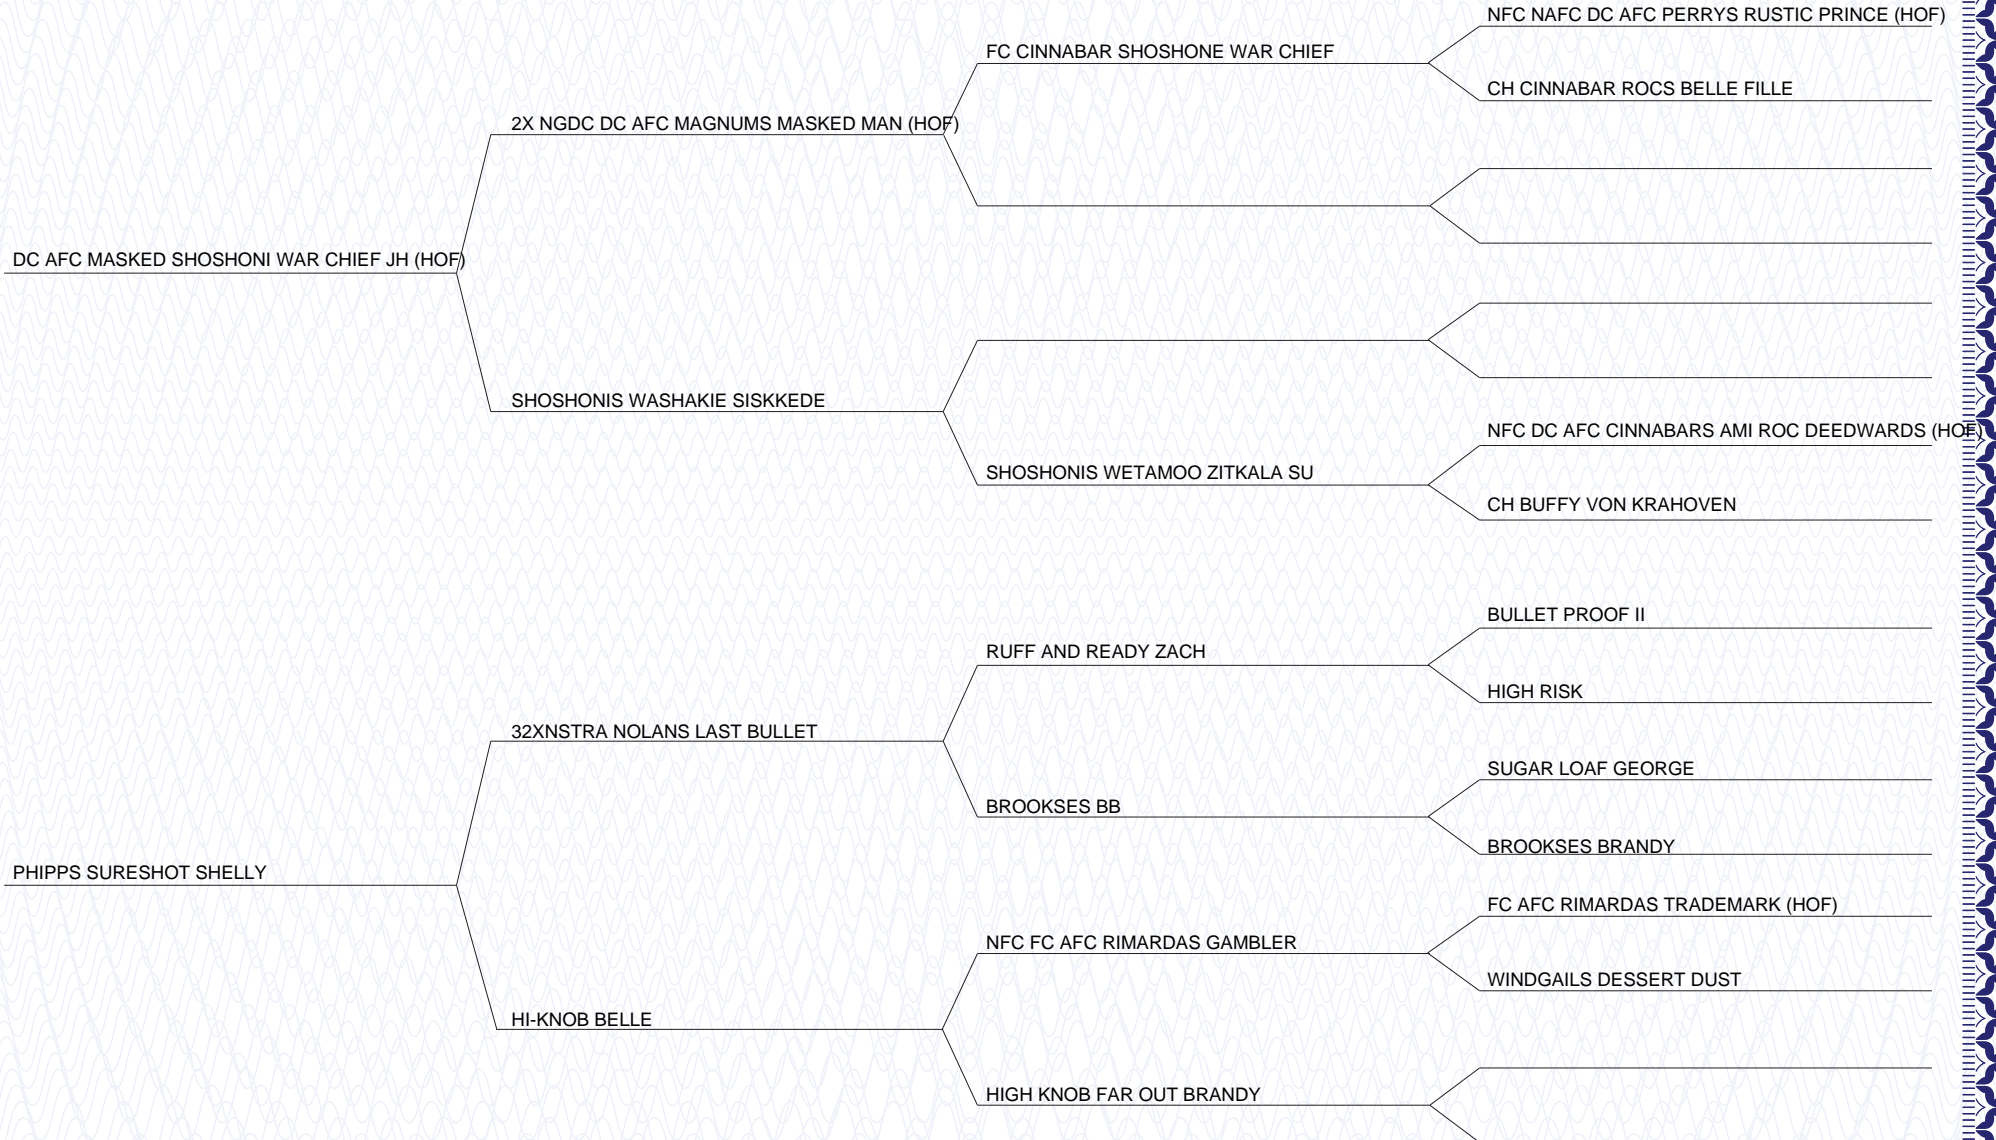 NFC NAFC DC AFC PERRYS RUSTIC PRINCE (HOF)
FC CINNABAR SHOSHONE WAR CHIEF
CH CINNABAR ROCS BELLE FILLE
2X NGDC DC AFC MAGNUMS MASKED MAN (HOF)
DC AFC MASKED SHOSHONI WAR CHIEF JH (HOF)
SHOSHONIS WASHAKIE SISKKEDE
NFC DC AFC CINNABARS AMI ROC DEEDWARDS (HOF)
SHOSHONIS WETAMOO ZITKALA SU
CH BUFFY VON KRAHOVEN
BULLET PROOF II
RUFF AND READY ZACH
HIGH RISK
32XNSTRA NOLANS LAST BULLET
SUGAR LOAF GEORGE
BROOKSES BB
BROOKSES BRANDY
PHIPPS SURESHOT SHELLY
FC AFC RIMARDAS TRADEMARK (HOF)
NFC FC AFC RIMARDAS GAMBLER
WINDGAILS DESSERT DUST
HI-KNOB BELLE
HIGH KNOB FAR OUT BRANDY